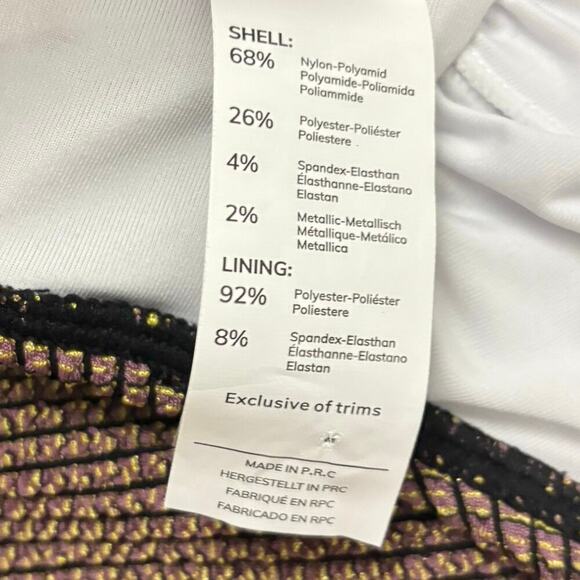 SHELL:
68% Nylon-Polyamid
Polyamide-Poliamida
Poliammide
26% Polyester-Poliéster
Poliestere
4% Spandex-Elasthan
Élasthanne-Elastano
Elastan
2% Metallic-Metallisch
Métallique-Metálico
Metallica
LINING:
92% Polyester-Poliéster
Poliestere
8% Spandex-Elasthan
Élasthanne-Elastano
Elastan
Exclusive of trims
MADE IN P.R.C
HERGESTELLT IN PRC
FABRIQUÉ EN RPC
FABRICADO EN RPC